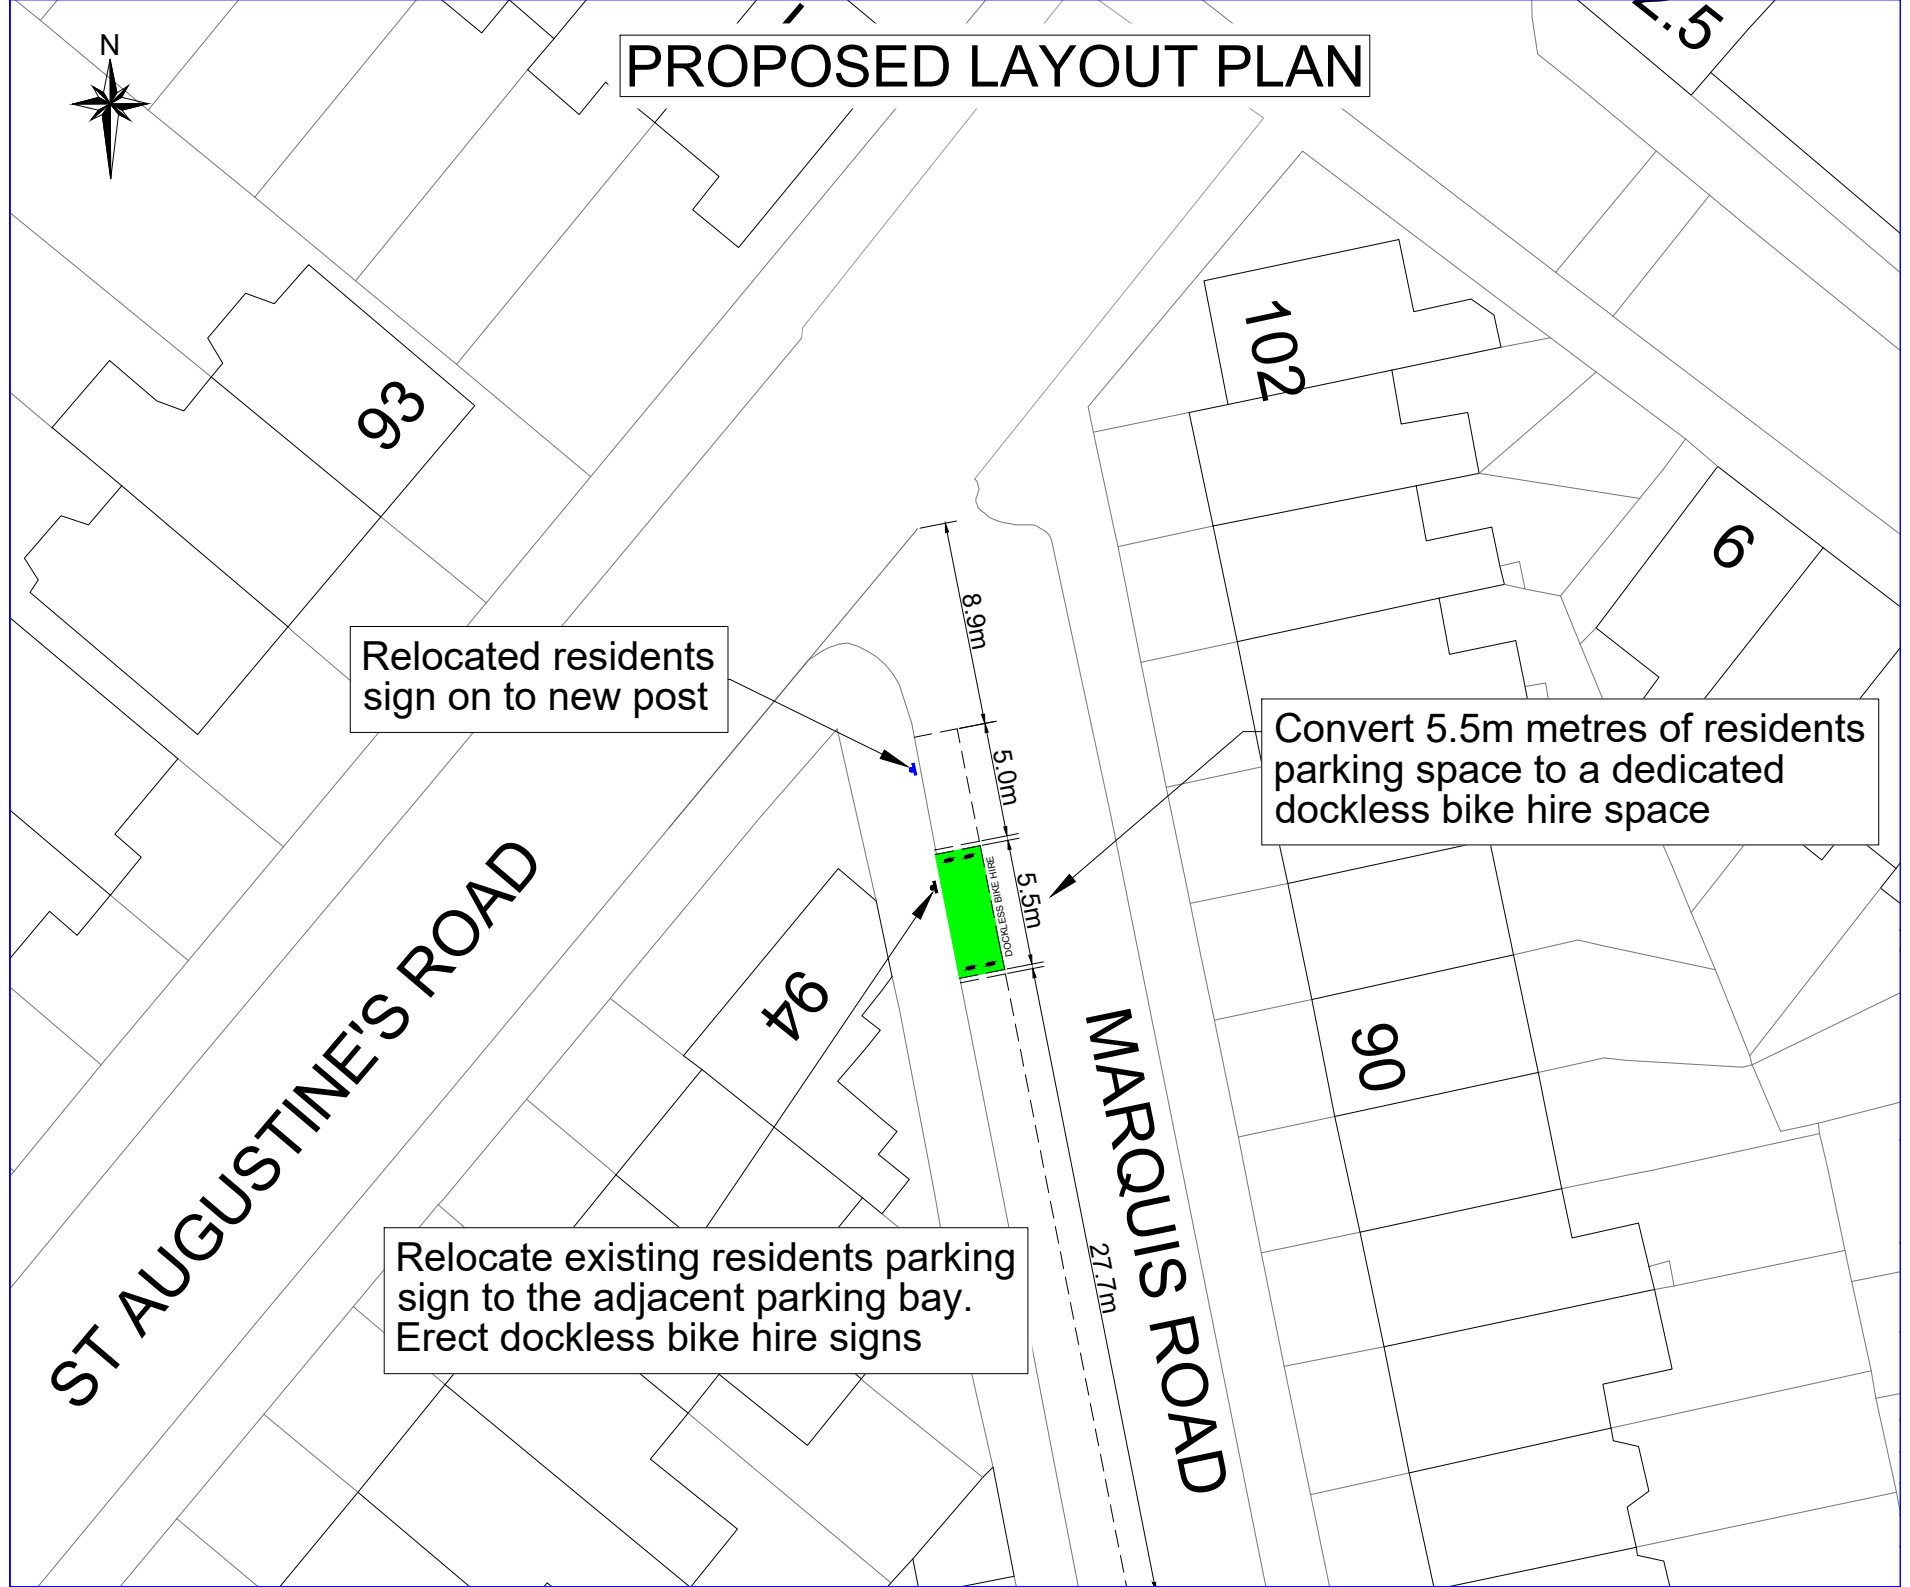 N
PROPOSED LAYOUT PLAN
2.5
102
93
6
8.9m
Relocated residents
sign on to new post
Convert 5.5m metres of residents
parking space to a dedicated
dockless bike hire space
5.0m
DOCKLESS BIKE HIRE
5.5m
94
ST AUGUSTINE'S ROAD
MARQUIS ROAD
90
Relocate existing residents parking
sign to the adjacent parking bay.
Erect dockless bike hire signs
27.7m